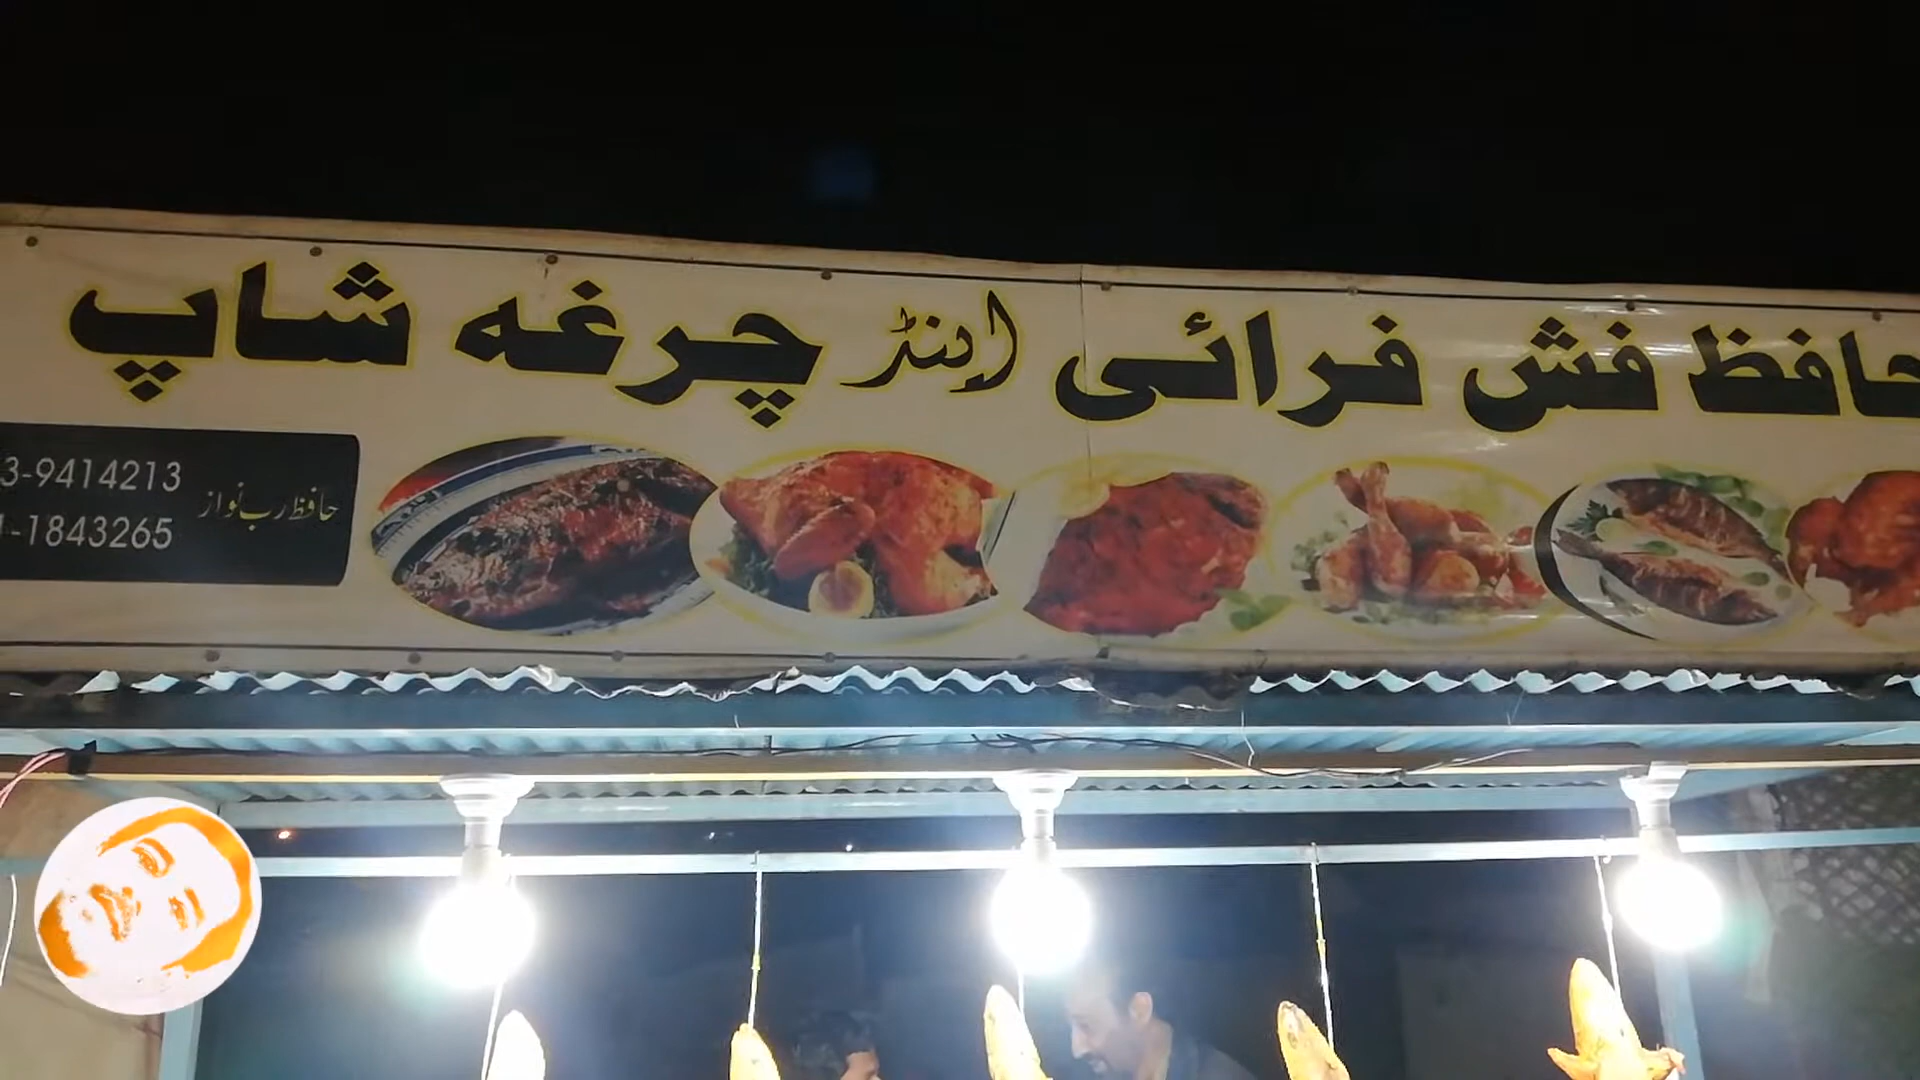 حافظ فش فرائی اینڈ چرغہ شاپ
حافظ رب نواز
3-9414213
1-1843265